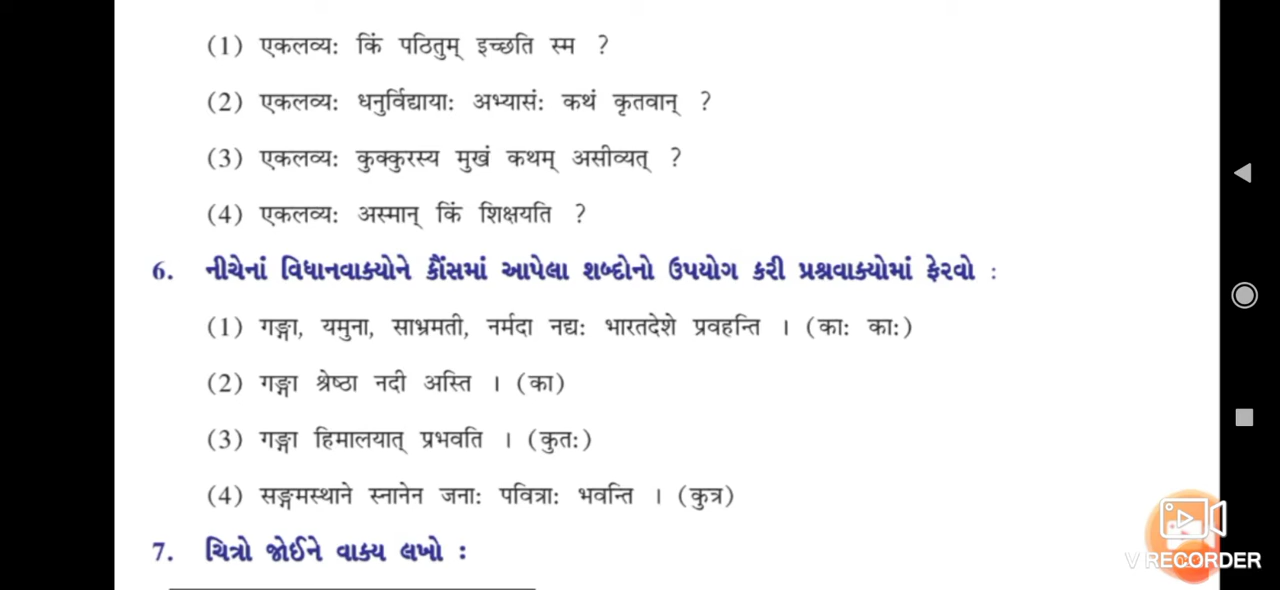 (1) एकलव्यः किं पठितुम् इच्छति स्म ?
(2) एकलव्यः धनुर्विद्यायाः अभ्यासंः कथं कृतवान् ?
(3) एकलव्यः कुक्कुरस्य मुखं कथम् असीव्यत् ?
(4) एकलव्यः अस्मान् किं शिक्षयति ?
6. નીચેનાં વિધાનવાક્યોને કૌંસમાં આપેલા શબ્દોનો ઉપયોગ કરી પ્રશ્નવાક્યોમાં ફેરવો :
(1) गङ्गा, यमुना, साभ्रमती, नर्मदा नद्यः भारतदेशे प्रवहन्ति । (काः काः)
(2) गङ्गा श्रेष्ठा नदी अस्ति । (का)
(3) गङ्गा हिमालयात् प्रभवति । (कुतः)
(4) सङ्गमस्थाने स्नानेन जनाः पवित्राः भवन्ति । (कुत्र)
7. ચિત્રો જોઈને વાક્ય લખો :
V RECORDER